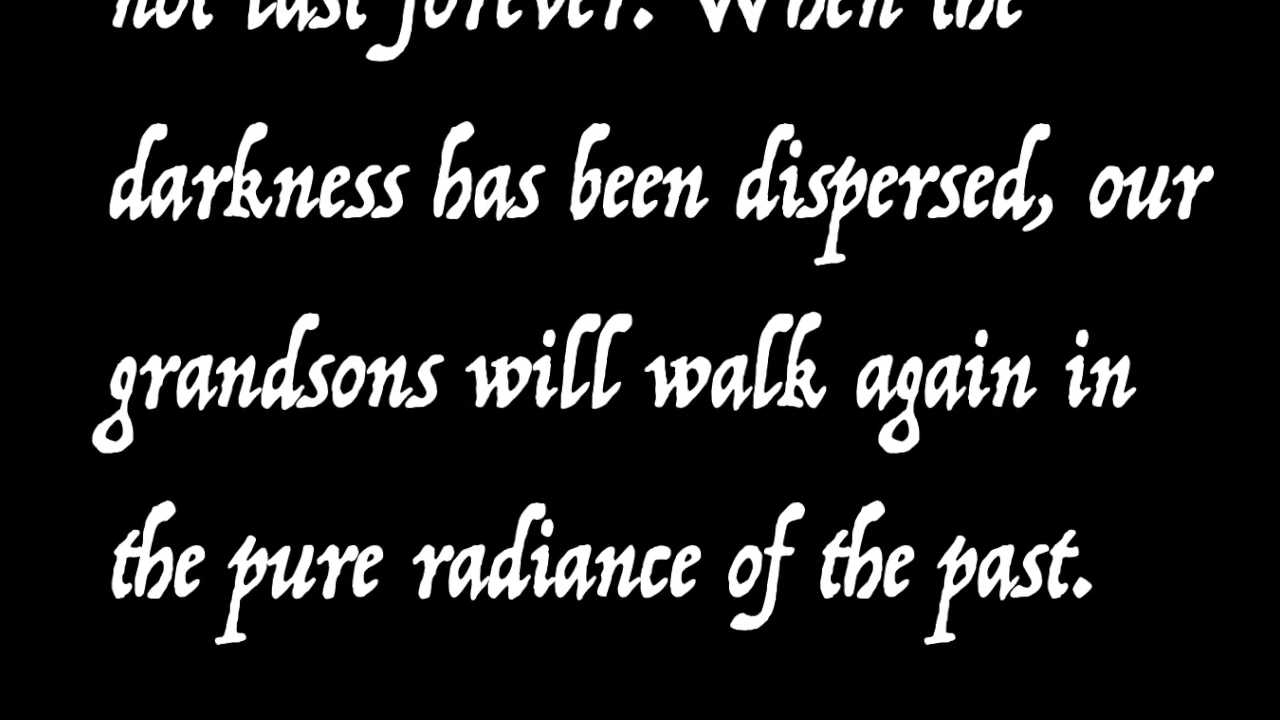 not last forever. When the
darkness has been dispersed, our
grandsons will walk again in
the pure radiance of the past.